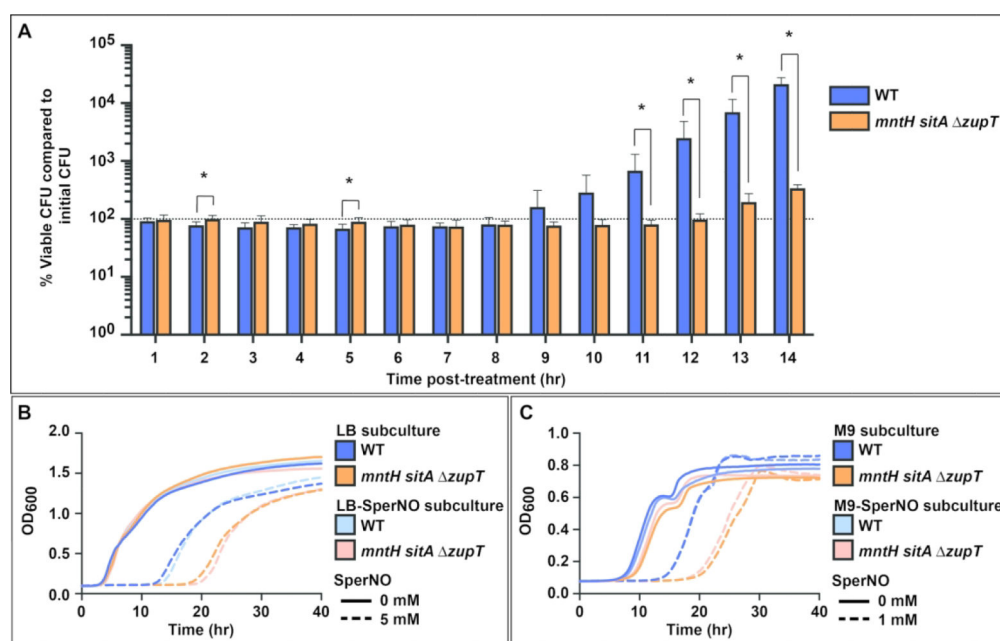 A
% Viable CFU compared to
initial CFU
10⁵
10⁴
10³
10²
10¹
10⁰
* * * * * *
1 2 3 4 5 6 7 8 9 10 11 12 13 14
Time post-treatment (hr)
WT
mntH sitA ΔzupT
B
OD₆₀₀
2.0
1.5
1.0
0.5
0.0
0 10 20 30 40
Time (hr)
LB subculture
WT
mntH sitA ΔzupT
LB-SperNO subculture
WT
mntH sitA ΔzupT
SperNO
0 mM
5 mM
C
OD₆₀₀
1.0
0.8
0.6
0.4
0.2
0.0
0 10 20 30 40
Time (hr)
M9 subculture
WT
mntH sitA ΔzupT
M9-SperNO subculture
WT
mntH sitA ΔzupT
SperNO
0 mM
1 mM